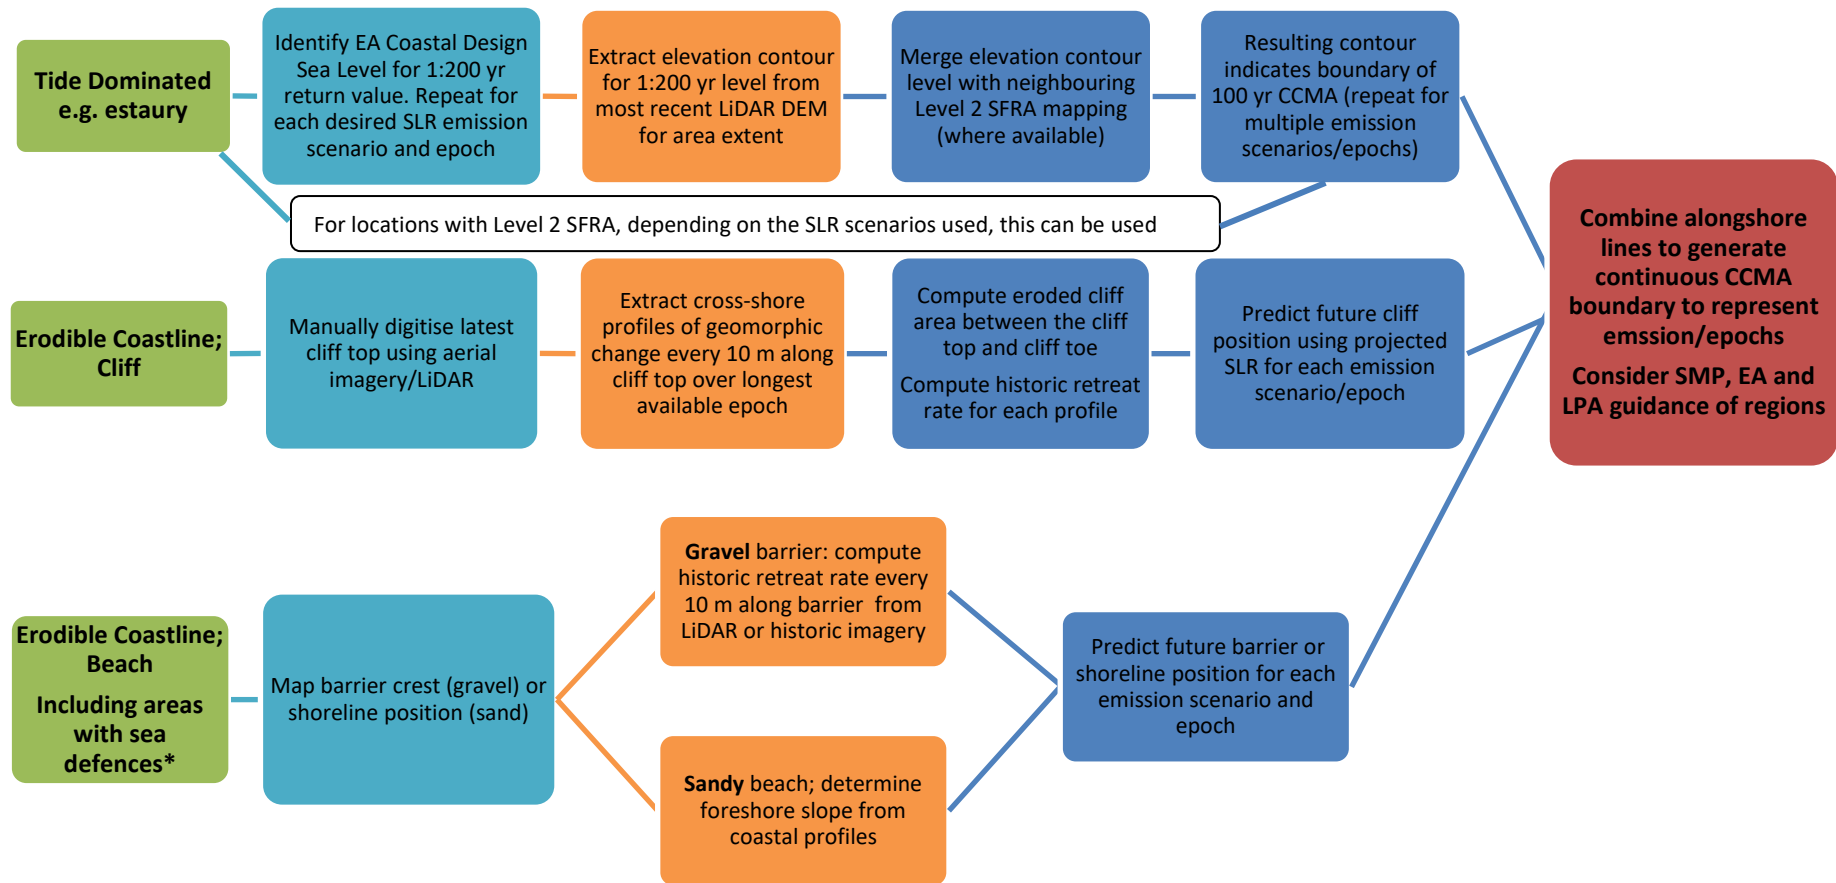 Tide Dominated
e.g. estaury
Identify EA Coastal Design
Sea Level for 1:200 yr
return value. Repeat for
each desired SLR emission
scenario and epoch
Extract elevation contour
for 1:200 yr level from
most recent LiDAR DEM
for area extent
Merge elevation contour
level with neighbouring
Level 2 SFRA mapping
(where available)
Resulting contour
indicates boundary of
100 yr CCMA (repeat for
multiple emission
scenarios/epochs)
For locations with Level 2 SFRA, depending on the SLR scenarios used, this can be used
Erodible Coastline;
Cliff
Manually digitise latest
cliff top using aerial
imagery/LiDAR
Extract cross-shore
profiles of geomorphic
change every 10 m along
cliff top over longest
available epoch
Compute eroded cliff
area between the cliff
top and cliff toe
Compute historic retreat
rate for each profile
Predict future cliff
position using projected
SLR for each emission
scenario/epoch
Erodible Coastline;
Beach
Including areas
with sea
defences*
Map barrier crest (gravel) or
shoreline position (sand)
Gravel barrier: compute
historic retreat rate every
10 m along barrier from
LiDAR or historic imagery
Sandy beach; determine
foreshore slope from
coastal profiles
Predict future barrier or
shoreline position for each
emission scenario and
epoch
Combine alongshore
lines to generate
continuous CCMA
boundary to represent
emssion/epochs
Consider SMP, EA and
LPA guidance of regions